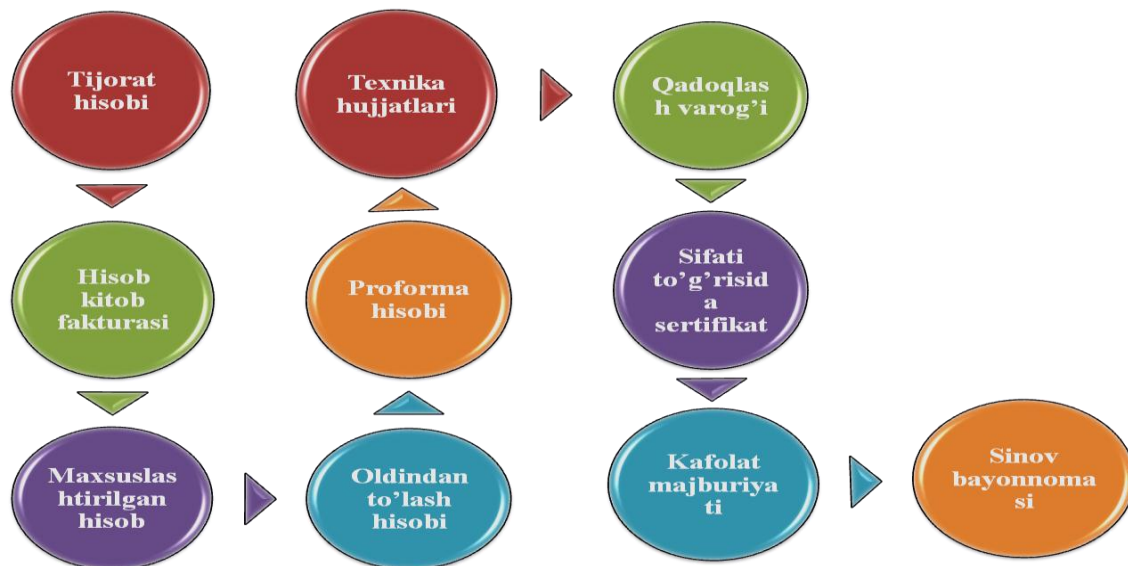 Tijorat
hisobi
Hisob
kitob
fakturasi
Maxsuslas
htirilgan
hisob
Oldindan
to’lash
hisobi
Proforma
hisobi
Texnika
hujjatlari
Qadoqlas
h varog’i
Sifati
to’g’risid
a
sertifikat
Kafolat
majburiya
ti
Sinov
bayonnoma
si